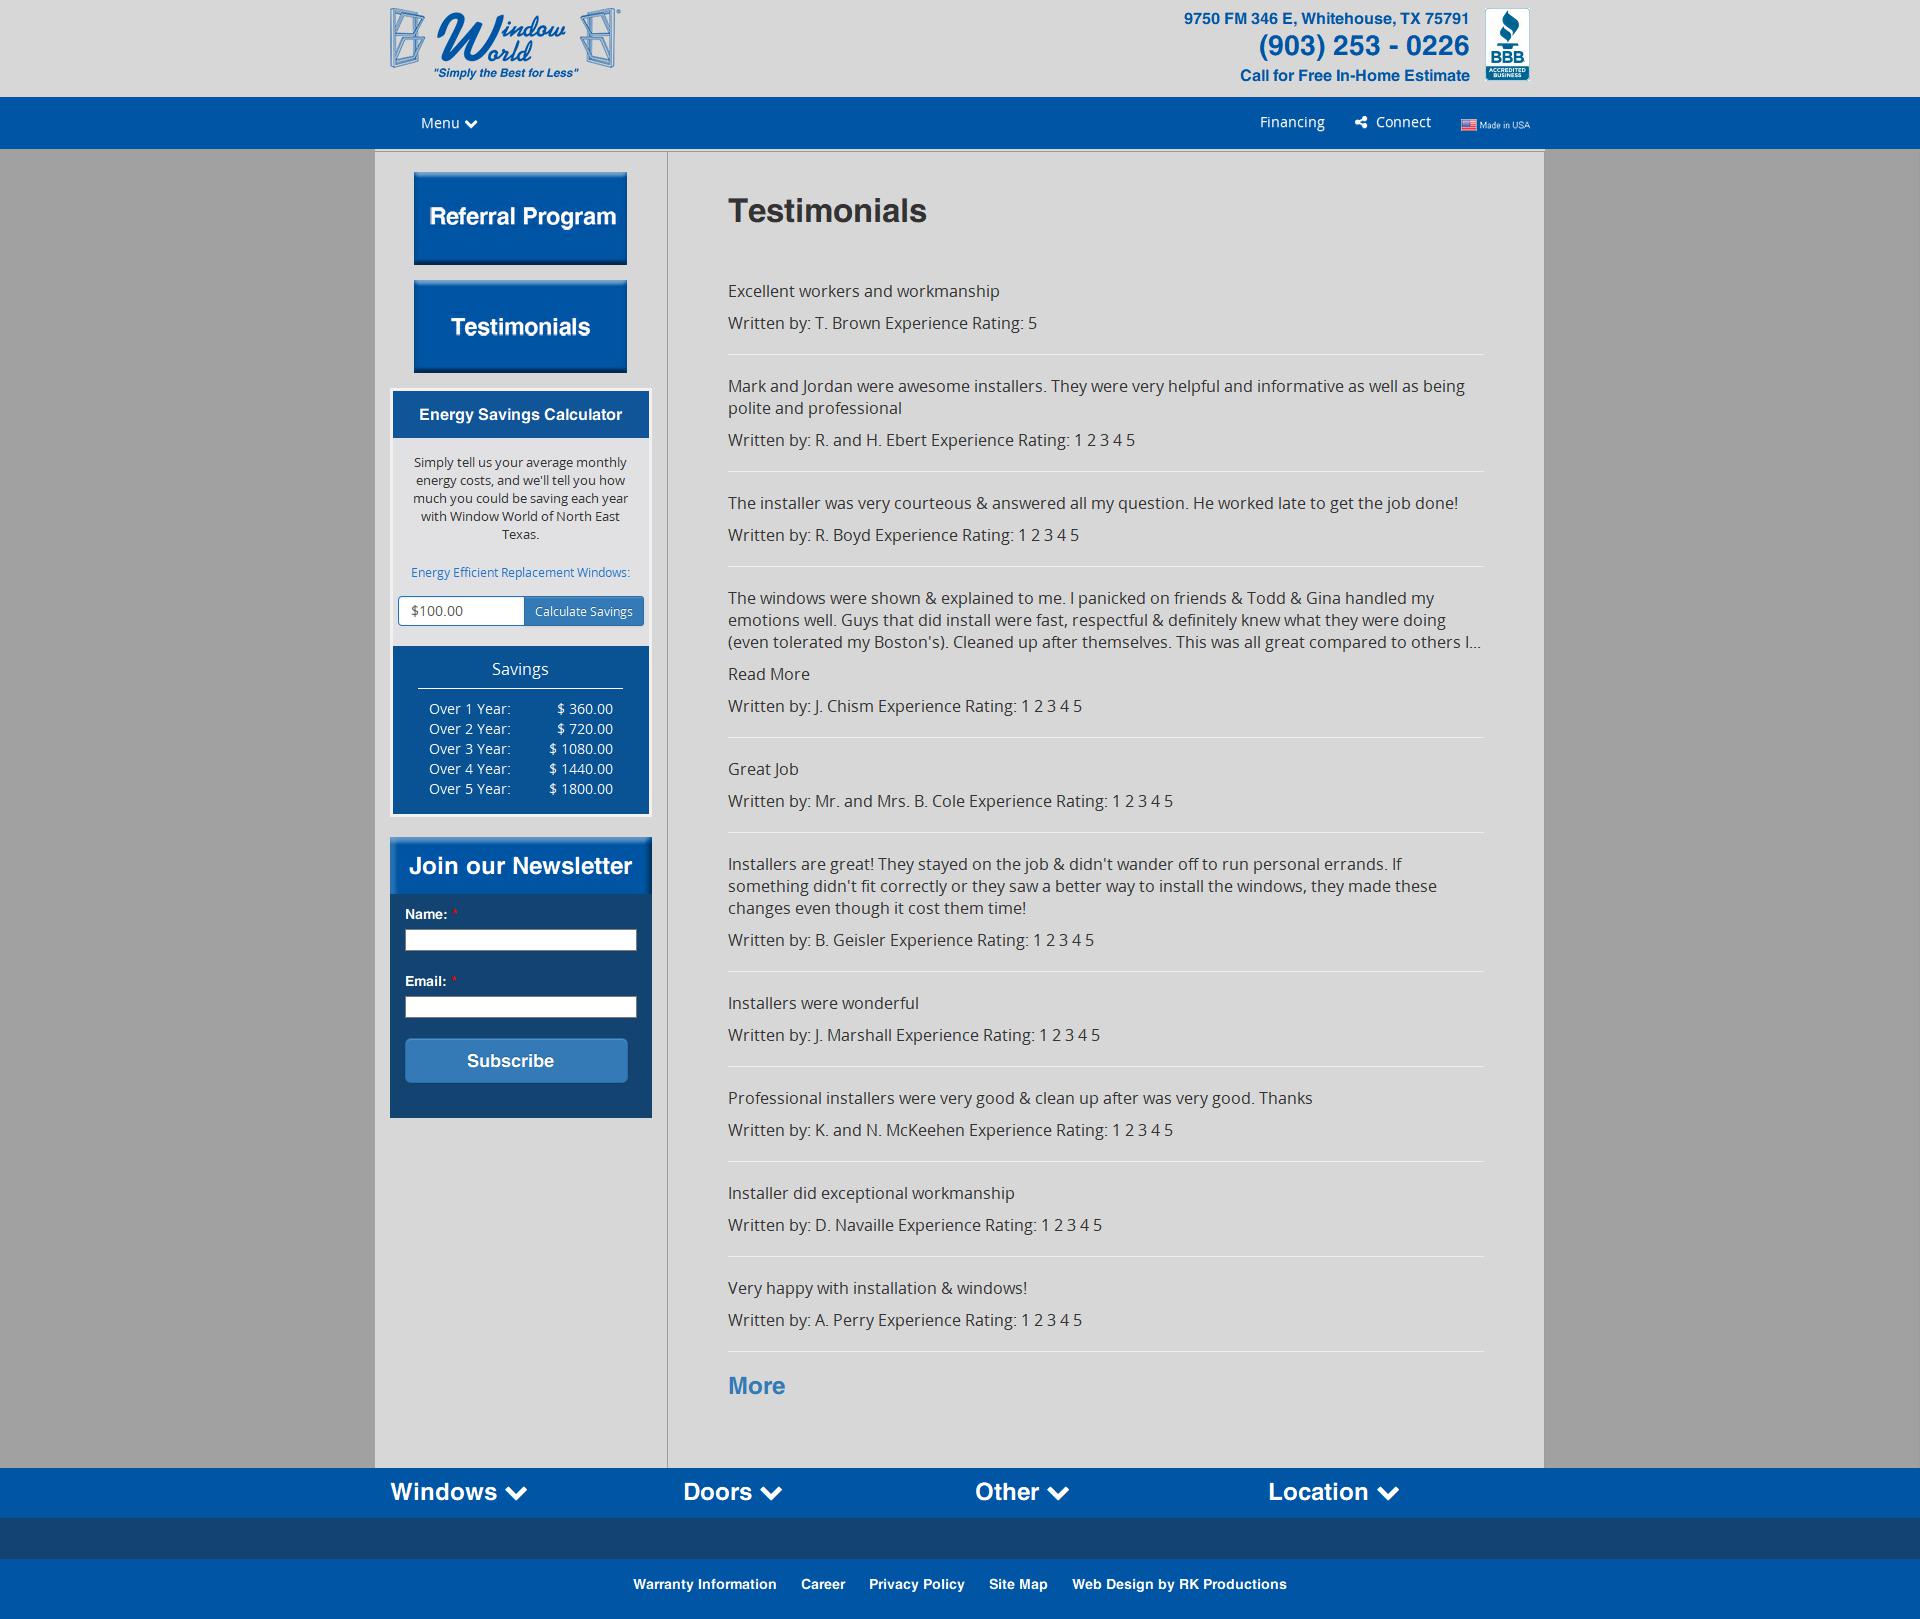 Window World
"Simply the Best for Less"
9750 FM 346 E, Whitehouse, TX 75791
(903) 253 - 0226
Call for Free In-Home Estimate
BBB
ACCREDITED
BUSINESS
Menu
Financing
Connect
Made in USA
Referral Program
Testimonials
Energy Savings Calculator
Simply tell us your average monthly
energy costs, and we'll tell you how
much you could be saving each year
with Window World of North East
Texas.
Energy Efficient Replacement Windows:
$100.00 Calculate Savings
Savings
Over 1 Year: $ 360.00
Over 2 Year: $ 720.00
Over 3 Year: $ 1080.00
Over 4 Year: $ 1440.00
Over 5 Year: $ 1800.00
Join our Newsletter
Name: *
Email: *
Subscribe
Testimonials
Excellent workers and workmanship
Written by: T. Brown Experience Rating: 5
Mark and Jordan were awesome installers. They were very helpful and informative as well as being
polite and professional
Written by: R. and H. Ebert Experience Rating: 1 2 3 4 5
The installer was very courteous & answered all my question. He worked late to get the job done!
Written by: R. Boyd Experience Rating: 1 2 3 4 5
The windows were shown & explained to me. I panicked on friends & Todd & Gina handled my
emotions well. Guys that did install were fast, respectful & definitely knew what they were doing
(even tolerated my Boston's). Cleaned up after themselves. This was all great compared to others I...
Read More
Written by: J. Chism Experience Rating: 1 2 3 4 5
Great Job
Written by: Mr. and Mrs. B. Cole Experience Rating: 1 2 3 4 5
Installers are great! They stayed on the job & didn't wander off to run personal errands. If
something didn't fit correctly or they saw a better way to install the windows, they made these
changes even though it cost them time!
Written by: B. Geisler Experience Rating: 1 2 3 4 5
Installers were wonderful
Written by: J. Marshall Experience Rating: 1 2 3 4 5
Professional installers were very good & clean up after was very good. Thanks
Written by: K. and N. McKeehen Experience Rating: 1 2 3 4 5
Installer did exceptional workmanship
Written by: D. Navaille Experience Rating: 1 2 3 4 5
Very happy with installation & windows!
Written by: A. Perry Experience Rating: 1 2 3 4 5
More
Windows
Doors
Other
Location
Warranty Information Career Privacy Policy Site Map Web Design by RK Productions